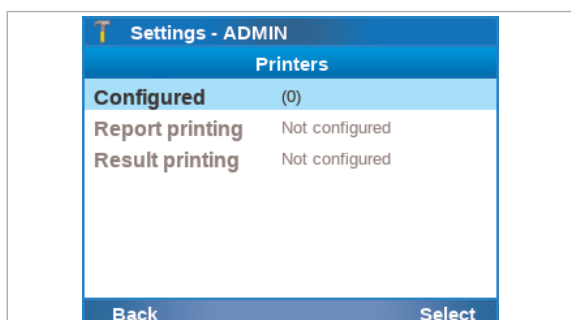 Settings - ADMIN
Printers
Configured (0)
Report printing Not configured
Result printing Not configured
Back Select